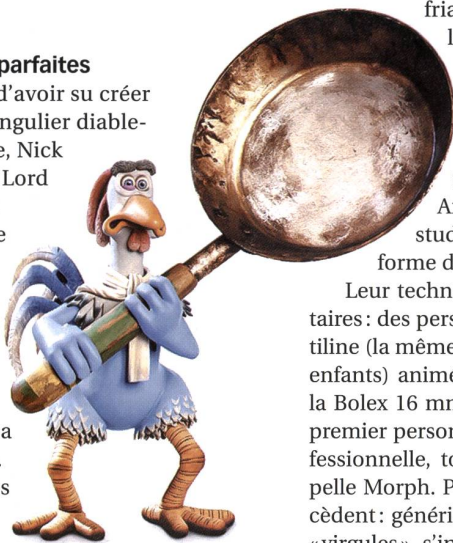 parfaites
d'avoir su créer
ngulier diable-
e, Nick
Lord
e
a
s
fria
l
stud
forme d
Leur techn
taires : des pers
tiline (la même
enfants) anime
la Bolex 16 mm
premier person
fessionnelle, to
pelle Morph. P
cèdent : généri
«virgules», s'in